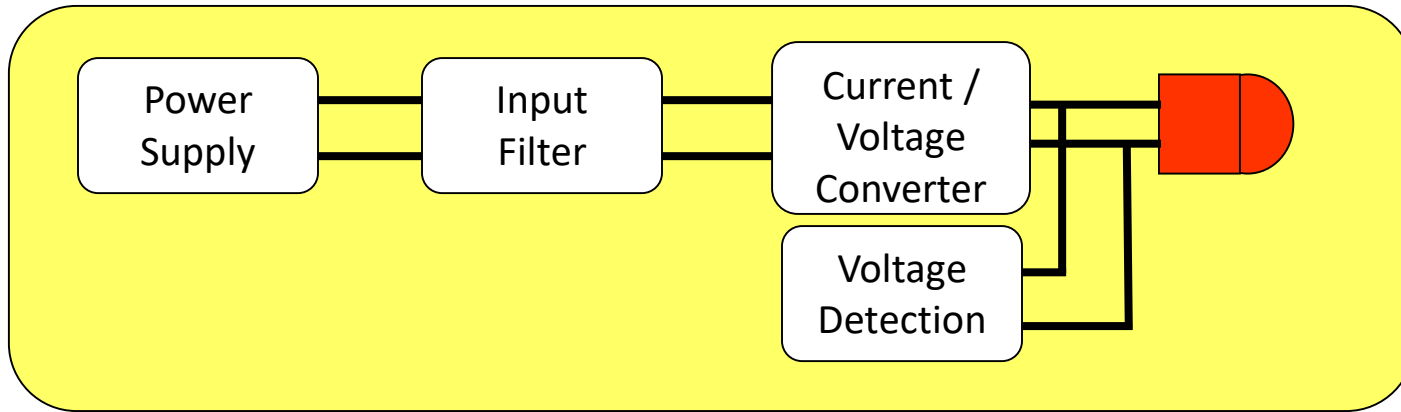 Power
Supply
Input
Filter
Current /
Voltage
Converter
Voltage
Detection